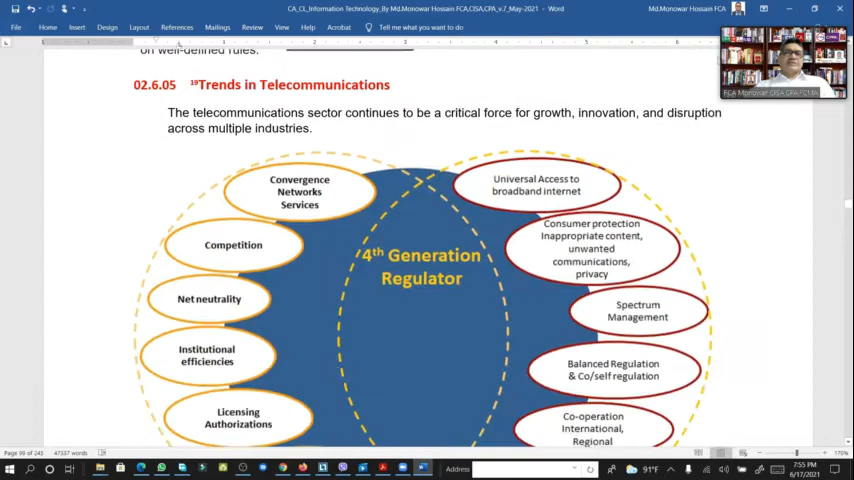 CA_CL_Information Technology_By Md.Monowar Hossain FCA,CISA,CPA_v.7_May-2021 - Word
Md.Monowar Hossain FCA
File Home Insert Design Layout References Mailings Review View Help Acrobat Tell me what you want to do
on well-defined rules.
02.6.05 19Trends in Telecommunications
The telecommunications sector continues to be a critical force for growth, innovation, and disruption
across multiple industries.
FCA Monowar CISA CPA FCMA
Convergence
Networks
Services
Universal Access to
broadband internet
Competition
Consumer protection
Inappropriate content,
unwanted
communications,
privacy
4th Generation
Regulator
Net neutrality
Spectrum
Management
Institutional
efficiencies
Balanced Regulation
& Co/self regulation
Licensing
Authorizations
Co-operation
International,
Regional
Page 99 of 245 47337 words
170%
Address
91°F
7:55 PM
6/17/2021